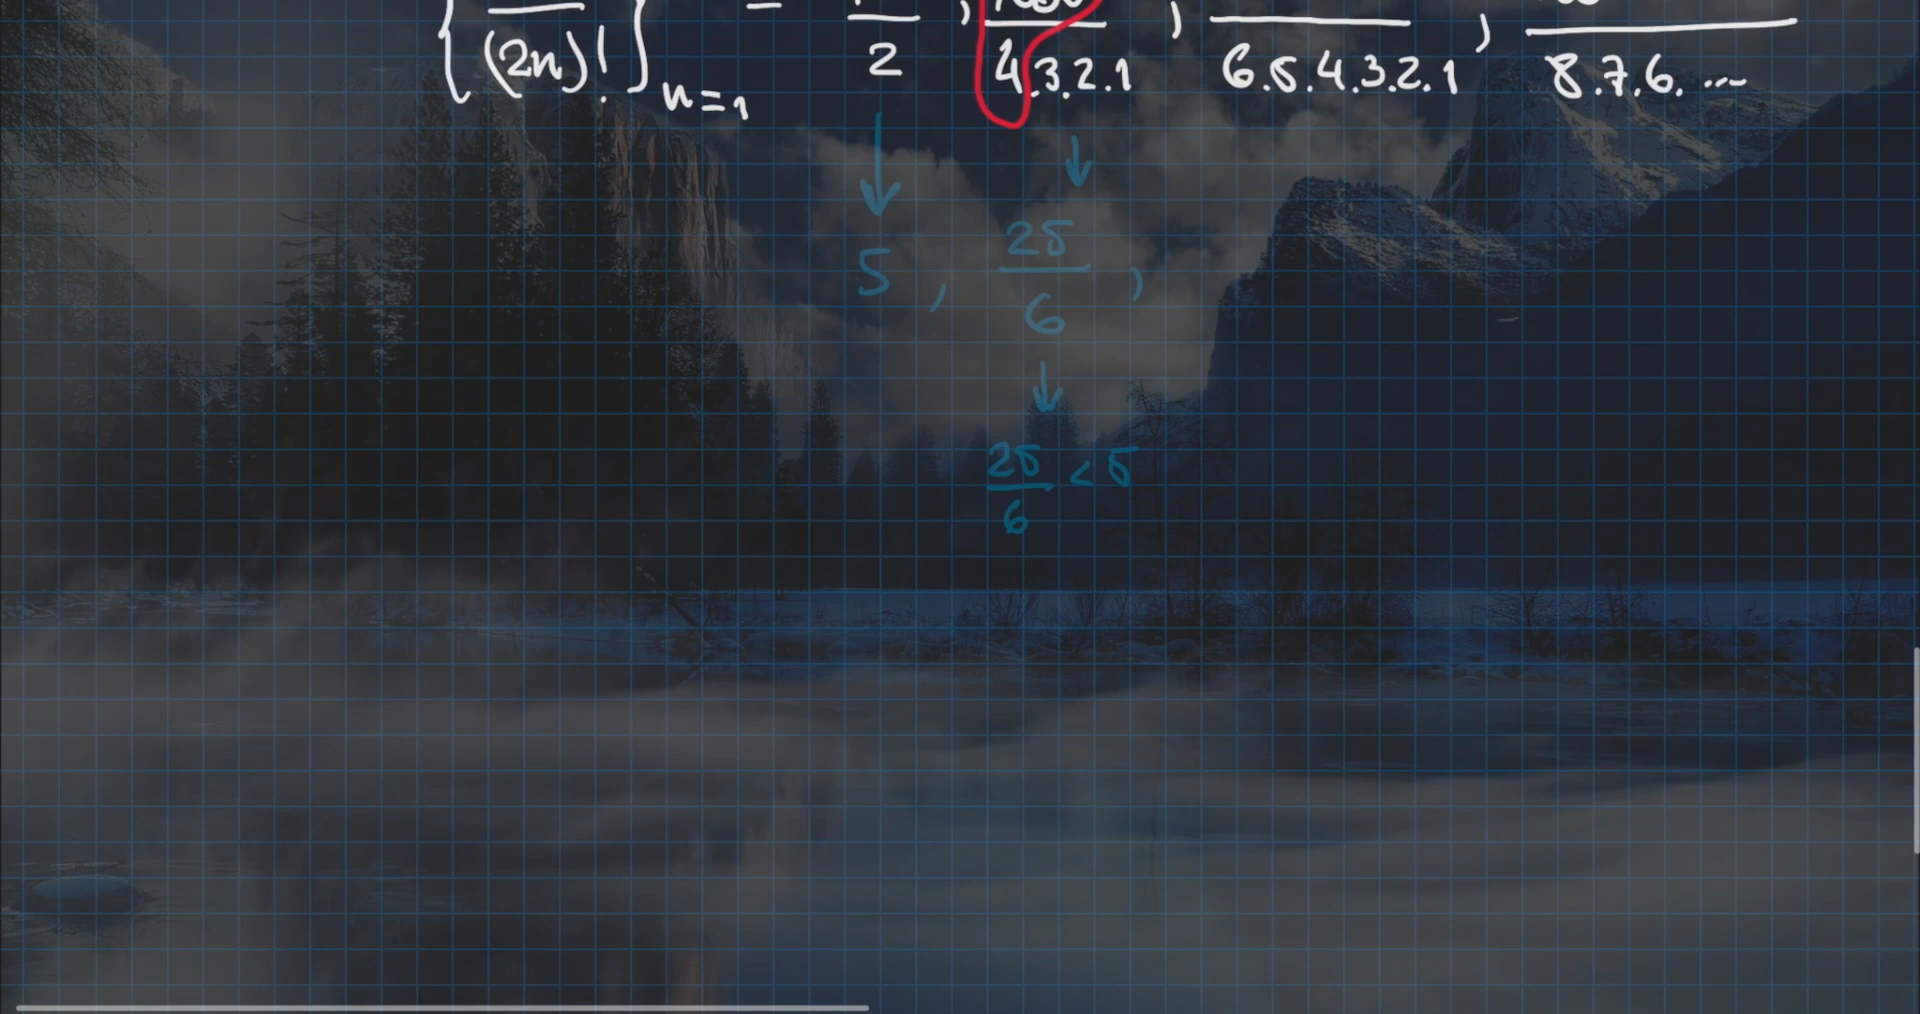 { (2n)! } n=1 = 2 , 4.3.2.1 , 6.5.4.3.2.1 , 8.7.6. ...
↓ ↓
5 , 25/6 ,
↓
25/6 < 5